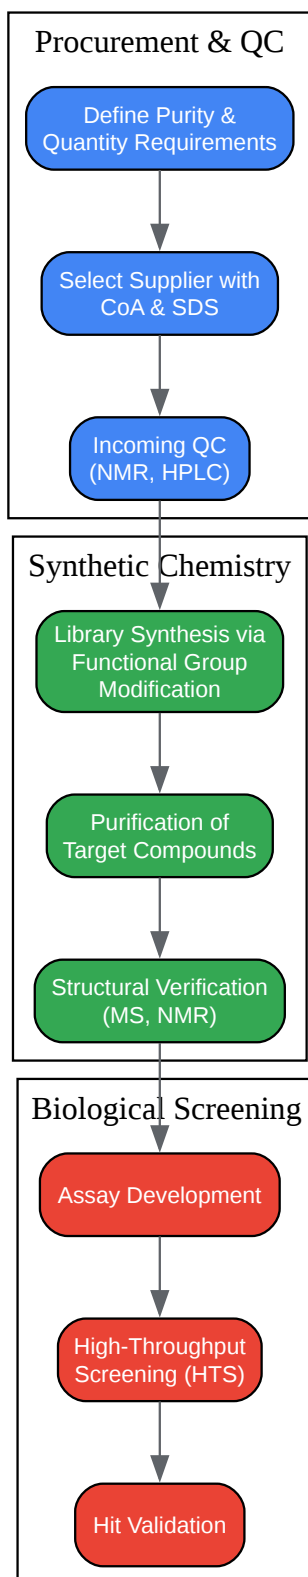 Procurement & QC
Define Purity &
Quantity Requirements
Select Supplier with
CoA & SDS
Incoming QC
(NMR, HPLC)
Synthetic Chemistry
Library Synthesis via
Functional Group
Modification
Purification of
Target Compounds
Structural Verification
(MS, NMR)
Biological Screening
Assay Development
High-Throughput
Screening (HTS)
Hit Validation